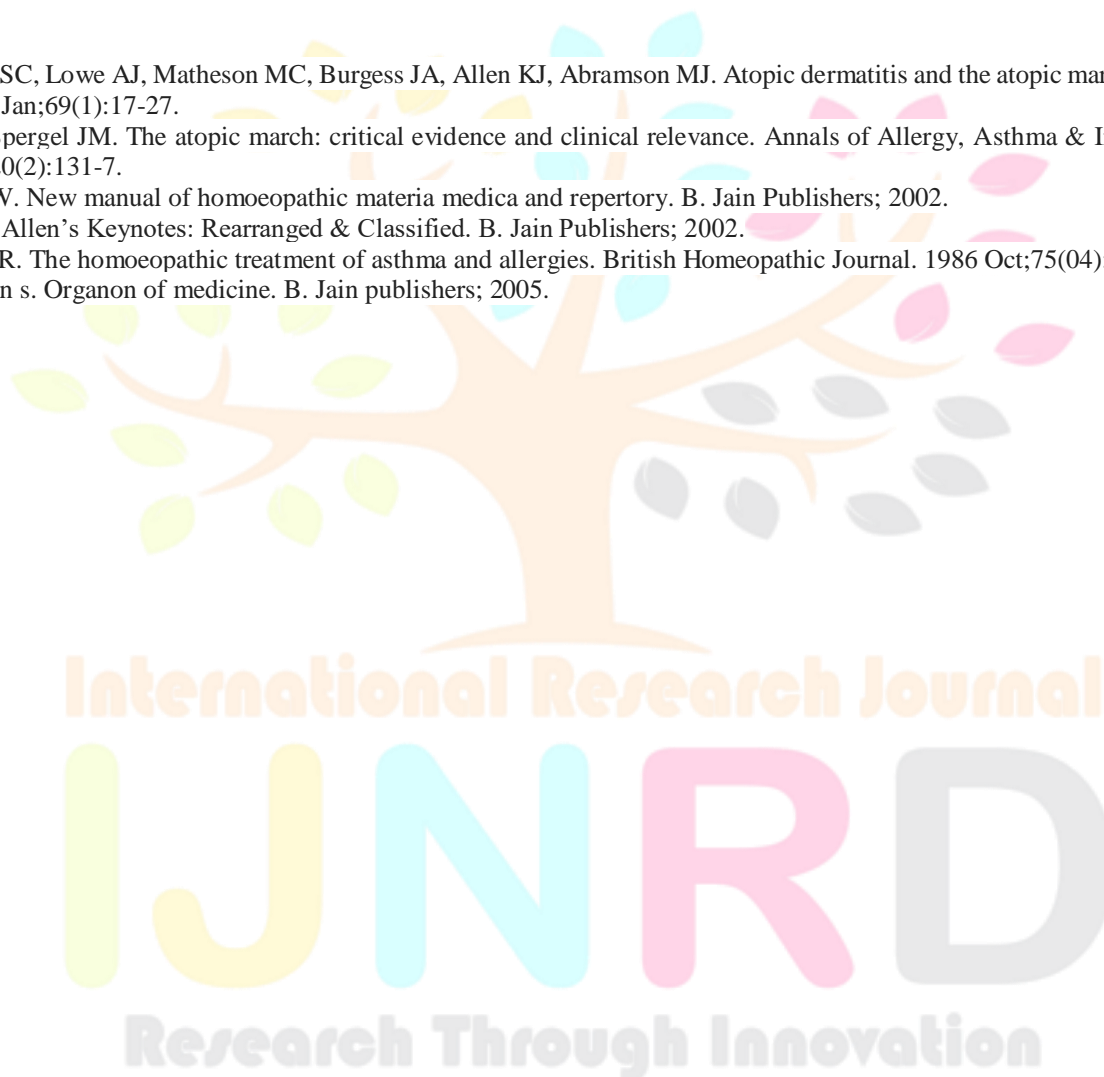 SC, Lowe AJ, Matheson MC, Burgess JA, Allen KJ, Abramson MJ. Atopic dermatitis and the atopic mar
Jan;69(1):17-27.
pergel JM. The atopic march: critical evidence and clinical relevance. Annals of Allergy, Asthma & I
0(2):131-7.
. New manual of homoeopathic materia medica and repertory. B. Jain Publishers; 2002.
Allen’s Keynotes: Rearranged & Classified. B. Jain Publishers; 2002.
R. The homoeopathic treatment of asthma and allergies. British Homeopathic Journal. 1986 Oct;75(04)
n s. Organon of medicine. B. Jain publishers; 2005.
International Research Journal
IJNRD
Research Through Innovation